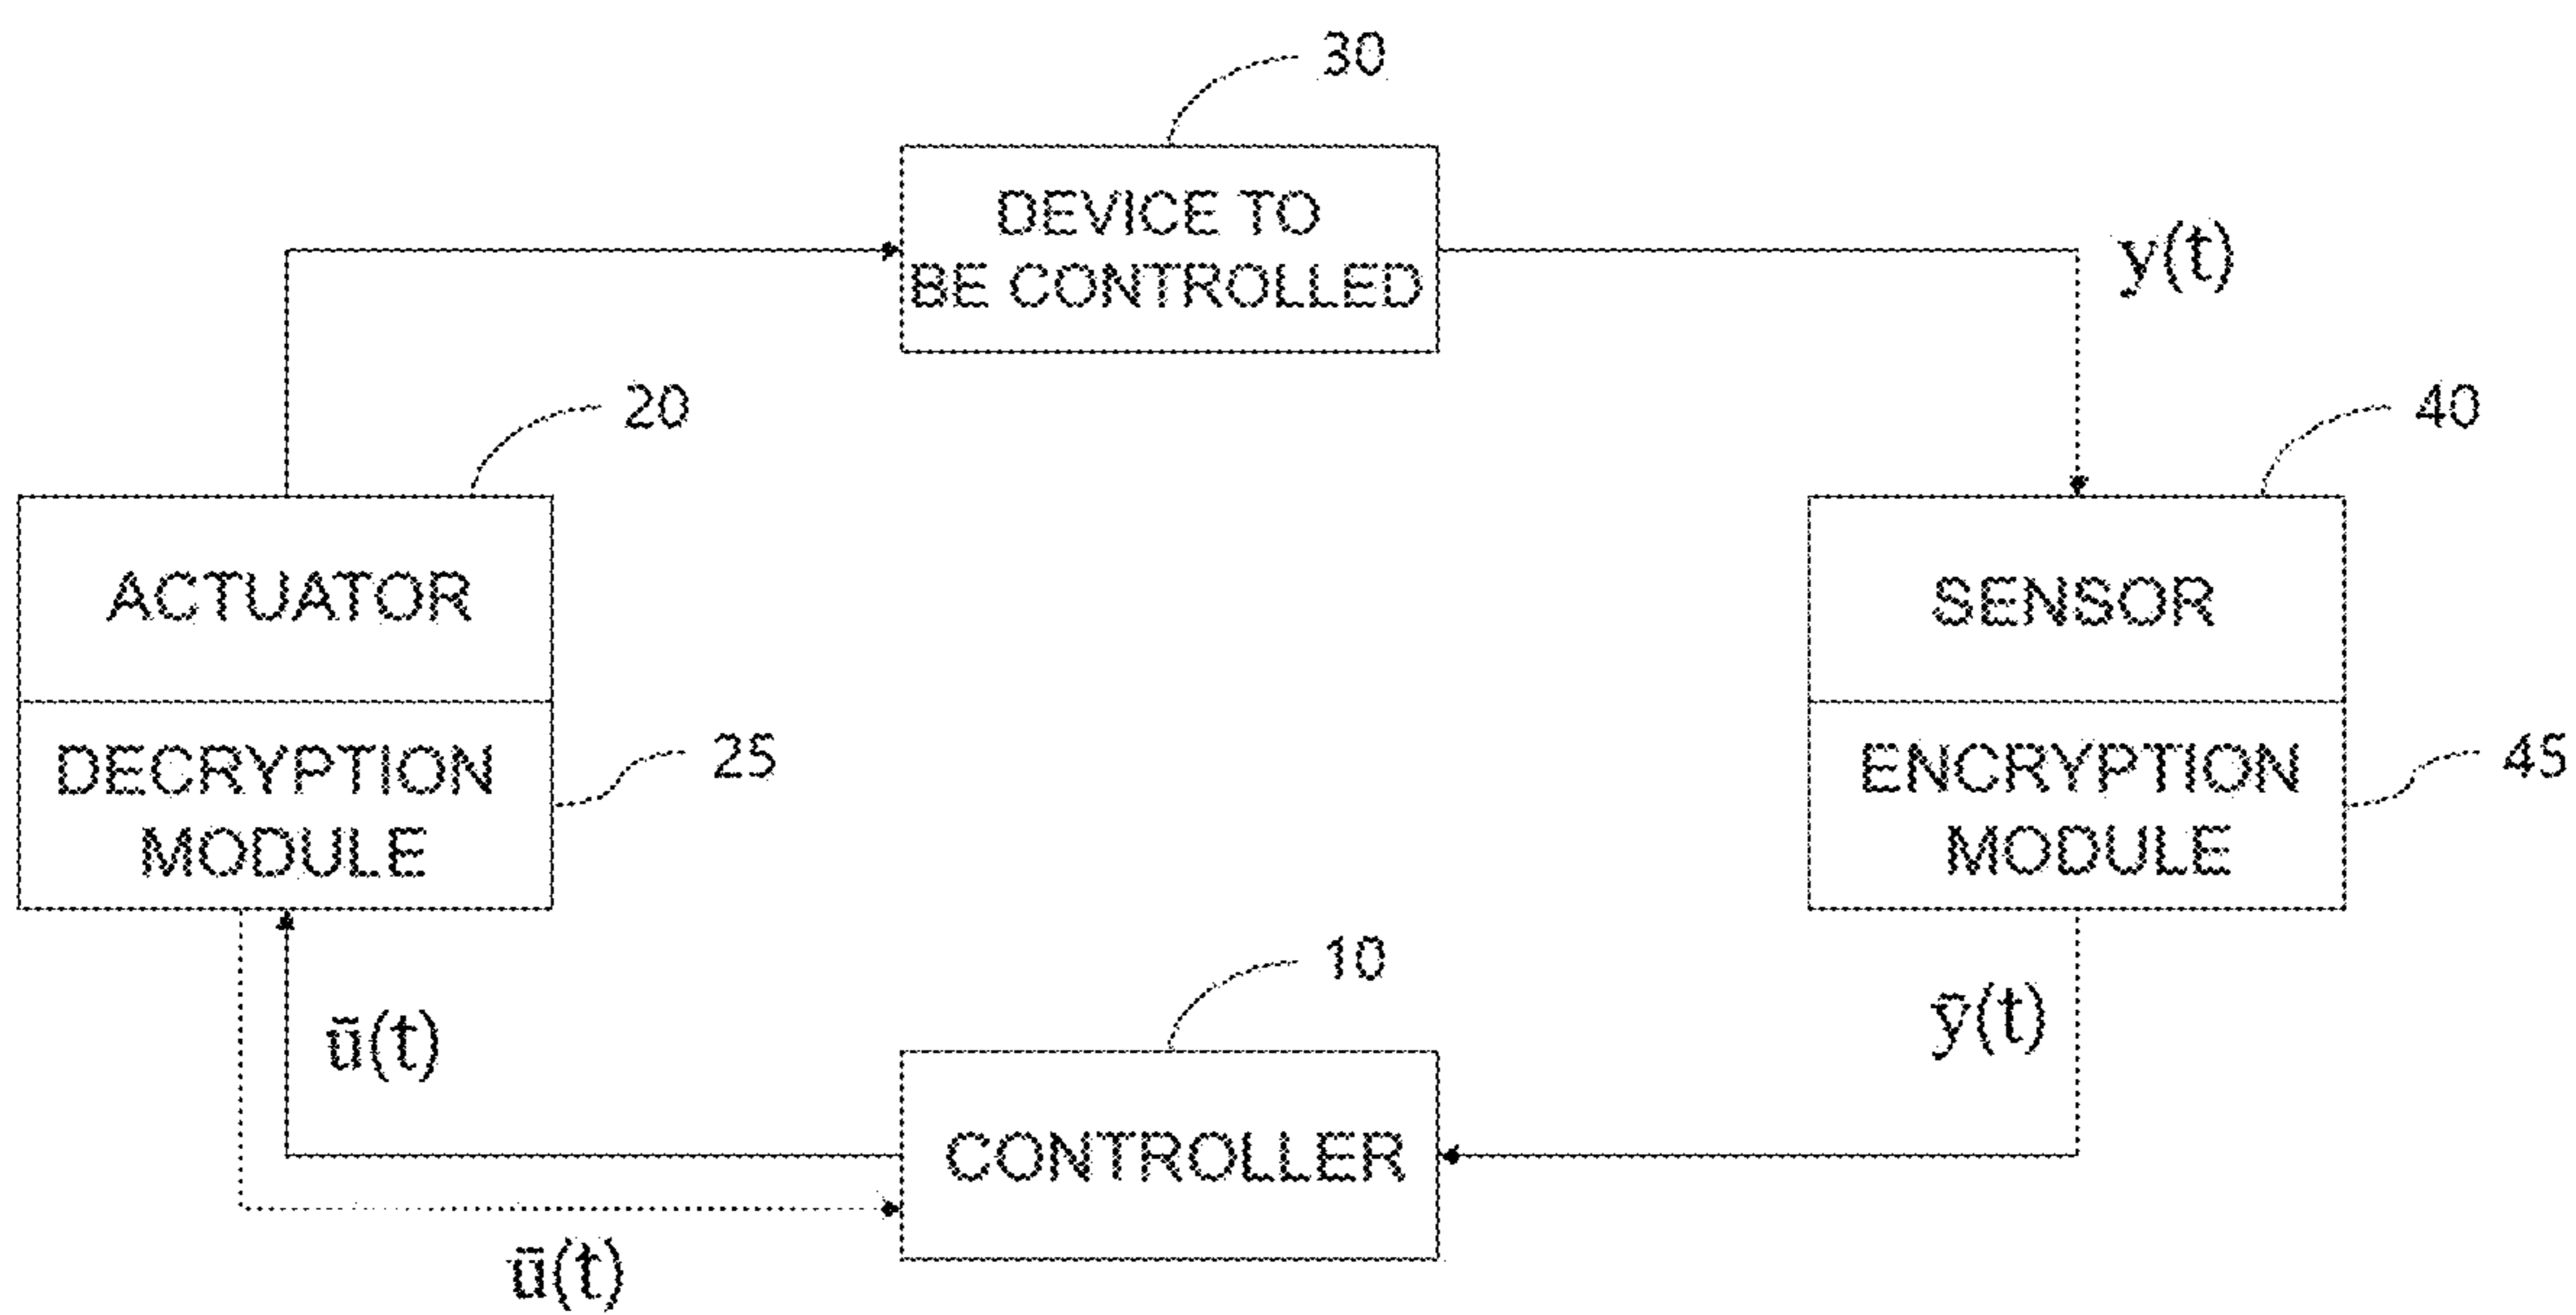 30
DEVICE TO
BE CONTROLLED
y(t)
20
40
ACTUATOR
SENSOR
DECRYPTION
MODULE
25
ENCRYPTION
MODULE
45
10
ū(t)
ȳ(t)
CONTROLLER
ū(t)